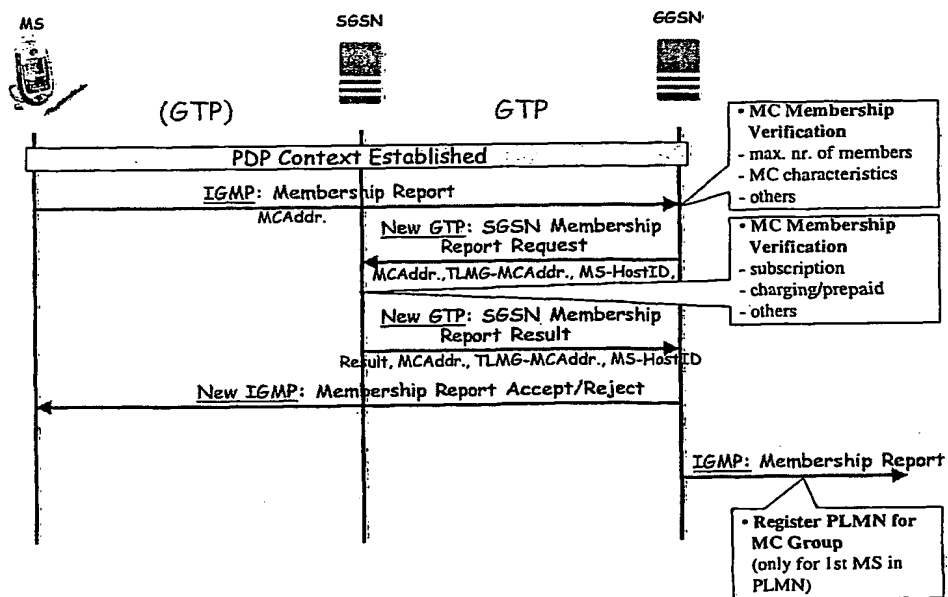 MS
SGSN
GGSN
(GTP)
GTP
• MC Membership
Verification
- max. nr. of members
- MC characteristics
- others
PDP Context Established
IGMP: Membership Report
MCAddr.
New GTP: SGSN Membership
Report Request
MCAddr.,TLMG-MCAddr., MS-HostID,
• MC Membership
Verification
- subscription
- charging/prepaid
- others
New GTP: SGSN Membership
Report Result
Result, MCAddr., TLMG-MCAddr., MS-HostID
New IGMP: Membership Report Accept/Reject
IGMP: Membership Report
• Register PLMN for
MC Group
(only for 1st MS in
PLMN)